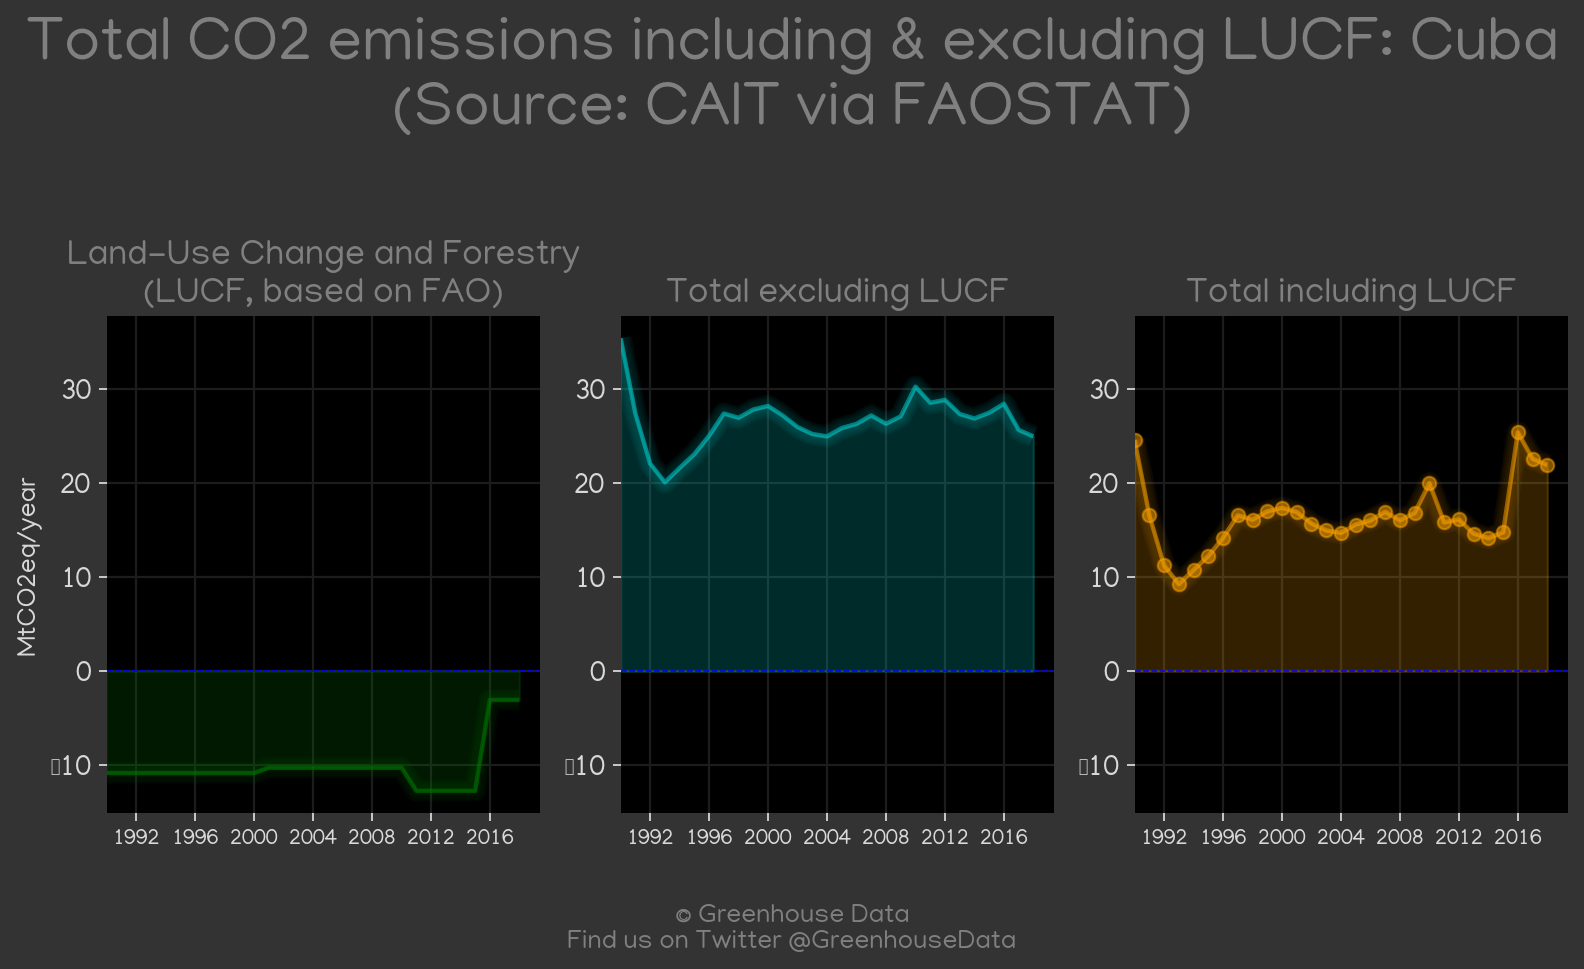 Total CO2 emissions including & excluding LUCF: Cuba
(Source: CAIT via FAOSTAT)
Land-Use Change and Forestry
(LUCF, based on FAO)
Total excluding LUCF
Total including LUCF
MtCO2eq/year
30
20
10
0
▯10
1992 1996 2000 2004 2008 2012 2016
30
20
10
0
▯10
1992 1996 2000 2004 2008 2012 2016
30
20
10
0
▯10
1992 1996 2000 2004 2008 2012 2016
© Greenhouse Data
Find us on Twitter @GreenhouseData